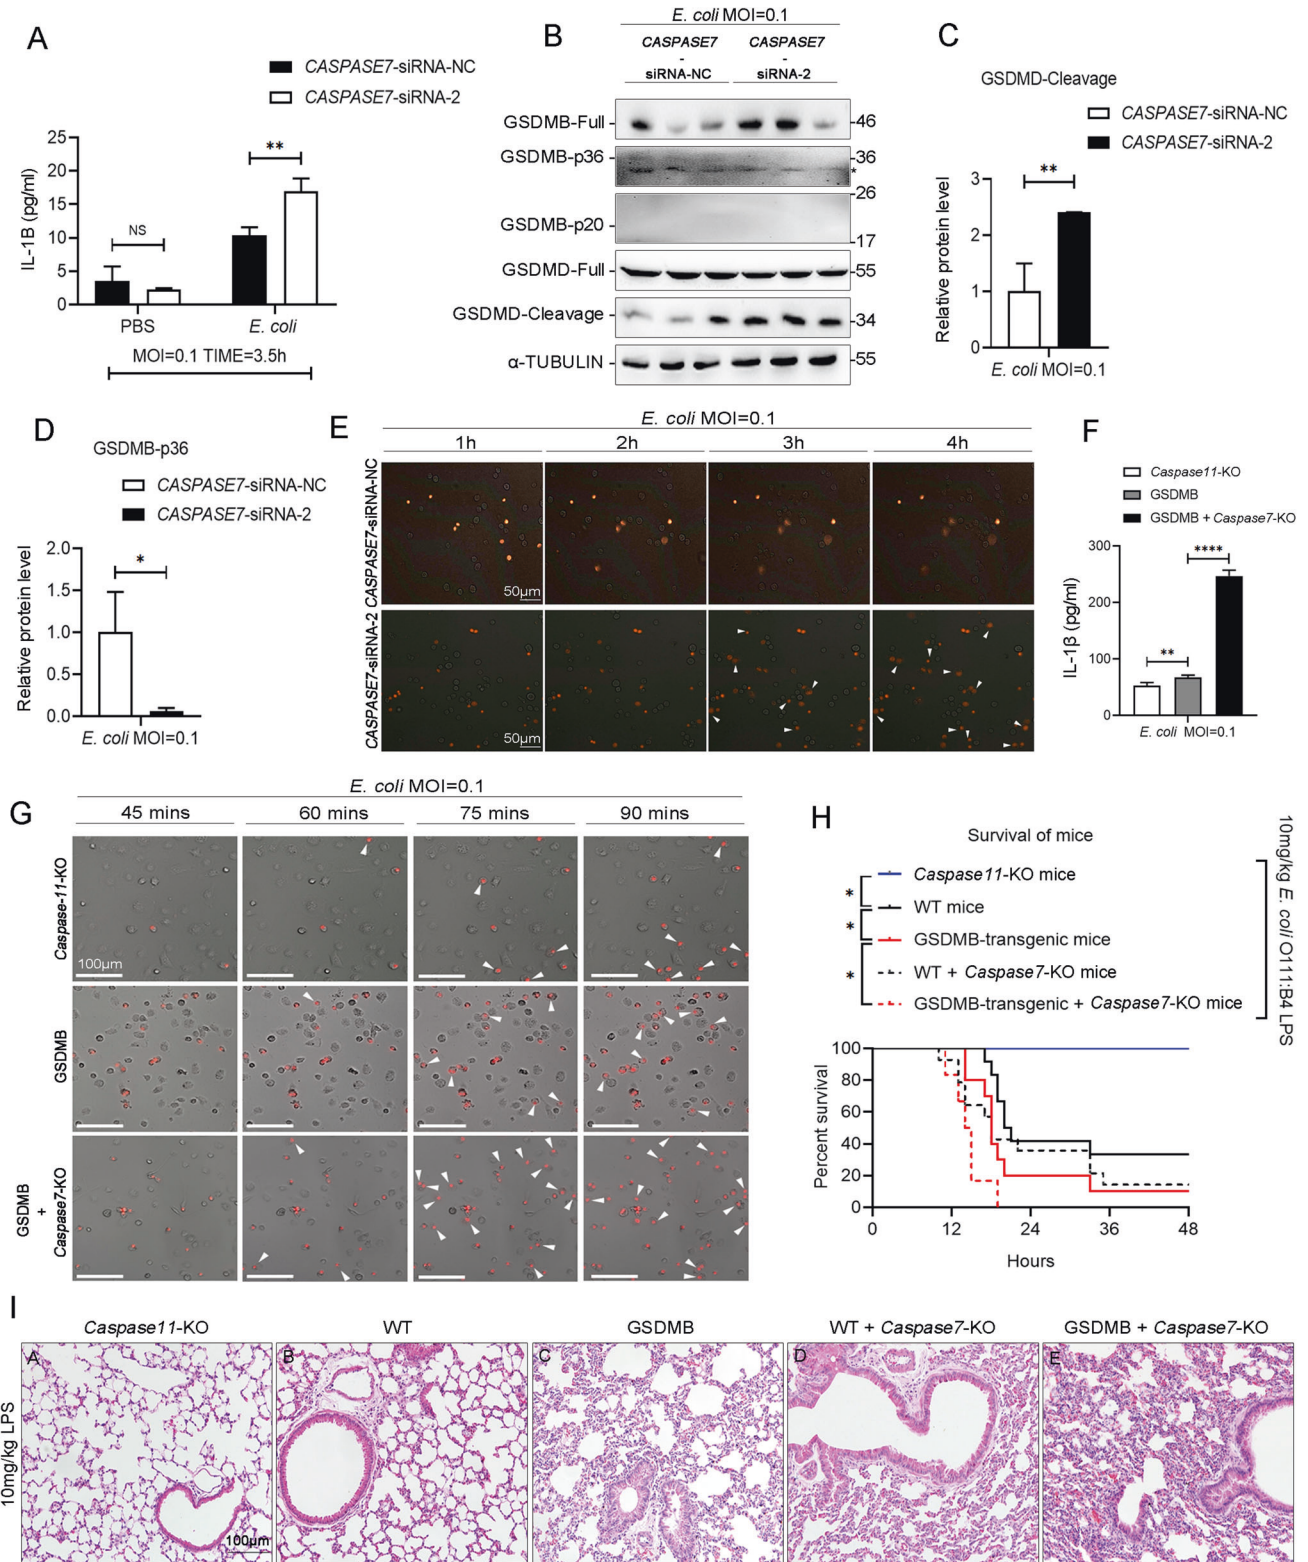 A
CASPASE7-siRNA-NC
CASPASE7-siRNA-2
IL-1B (pg/ml)
25
20
15
10
5
0
NS
**
PBS
E. coli
MOI=0.1 TIME=3.5h
B
E. coli MOI=0.1
CASPASE7
-
siRNA-NC
CASPASE7
-
siRNA-2
GSDMB-Full
-46
GSDMB-p36
-36
*
-26
GSDMB-p20
-17
GSDMD-Full
-55
GSDMD-Cleavage
-34
α-TUBULIN
-55
C
GSDMD-Cleavage
CASPASE7-siRNA-NC
CASPASE7-siRNA-2
Relative protein level
3
2
1
0
**
E. coli MOI=0.1
D
GSDMB-p36
CASPASE7-siRNA-NC
CASPASE7-siRNA-2
Relative protein level
2.0
1.5
1.0
0.5
0.0
*
E. coli MOI=0.1
E
E. coli MOI=0.1
1h
2h
3h
4h
CASPASE7-siRNA-NC
50μm
CASPASE7-siRNA-2
50μm
F
Caspase11-KO
GSDMB
GSDMB + Caspase7-KO
IL-1β (pg/ml)
300
200
100
0
**
****
E. coli MOI=0.1
G
E. coli MOI=0.1
45 mins
60 mins
75 mins
90 mins
Caspase-11-KO
100μm
GSDMB
GSDMB
+
Caspase7-KO
H
Survival of mice
Caspase11-KO mice
WT mice
GSDMB-transgenic mice
WT + Caspase7-KO mice
GSDMB-transgenic + Caspase7-KO mice
*
*
*
10mg/kg E. coli O111:B4 LPS
Percent survival
100
80
60
40
20
0
0
12
24
36
48
Hours
I
Caspase11-KO
WT
GSDMB
WT + Caspase7-KO
GSDMB + Caspase7-KO
10mg/kg LPS
A
B
C
D
E
100μm